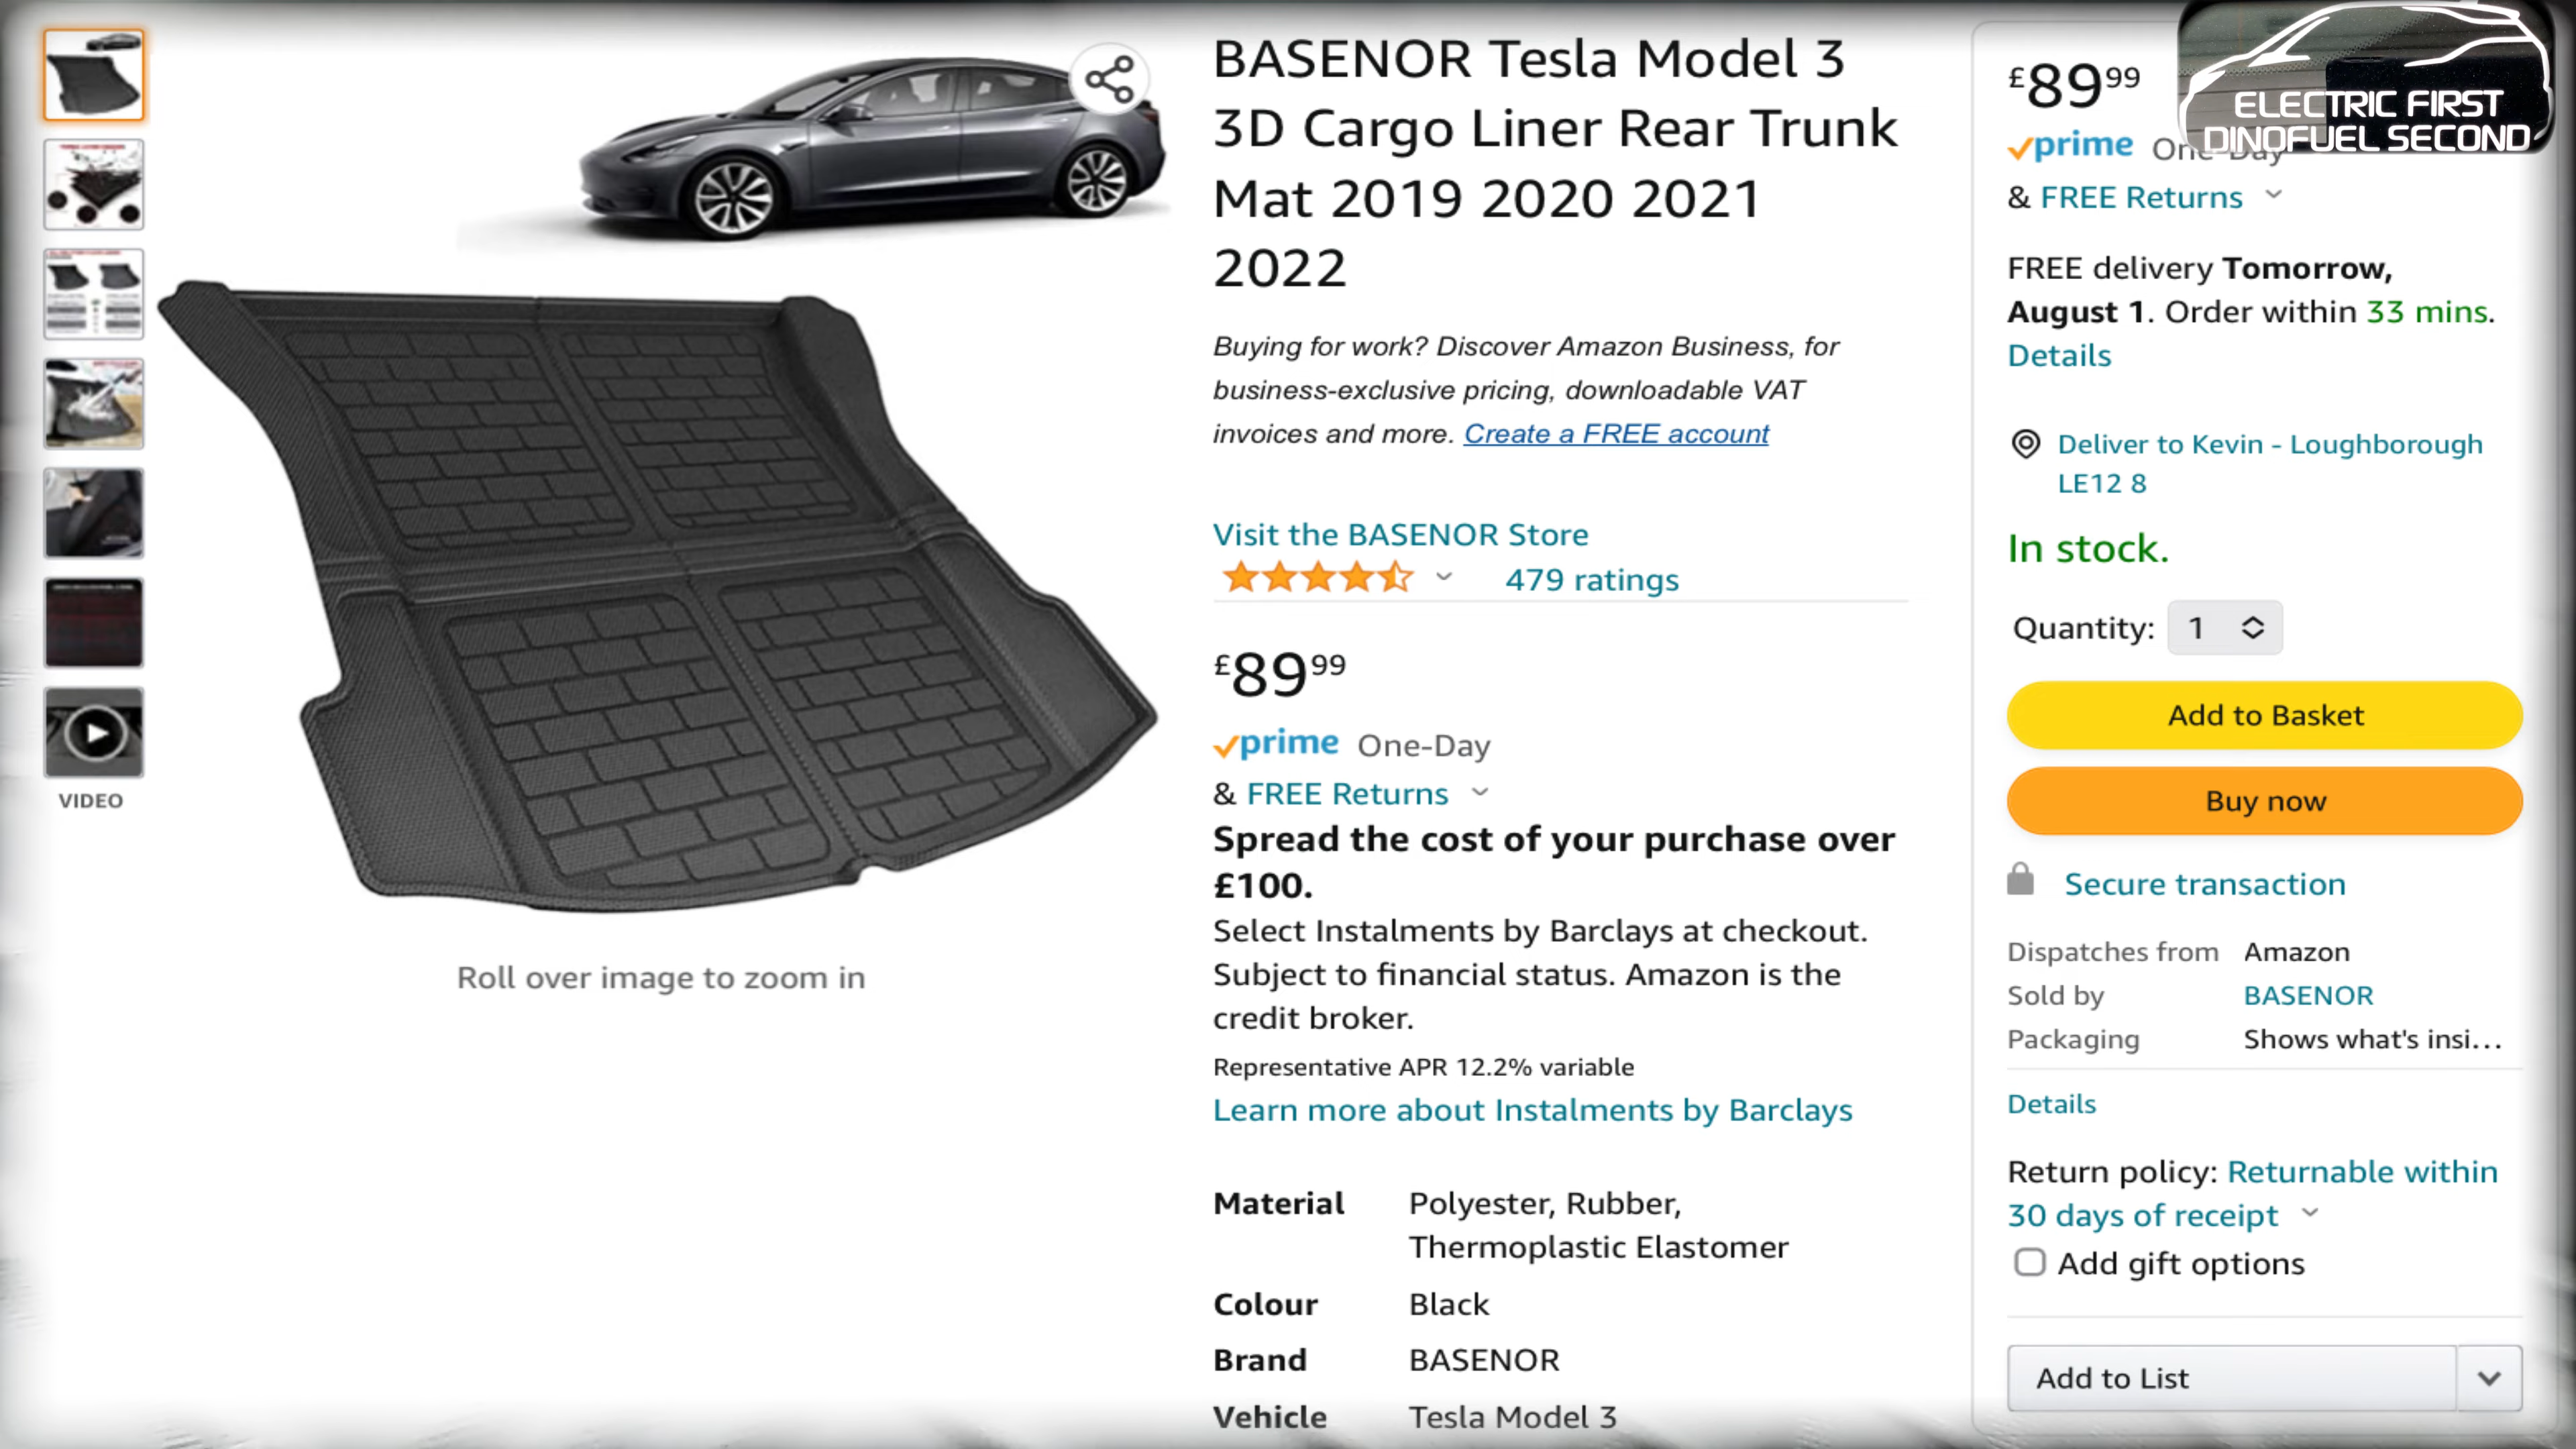 VIDEO
Roll over image to zoom in
BASENOR Tesla Model 3
3D Cargo Liner Rear Trunk
Mat 2019 2020 2021
2022
Buying for work? Discover Amazon Business, for
business-exclusive pricing, downloadable VAT
invoices and more. Create a FREE account
Visit the BASENOR Store
479 ratings
£89.99
prime One-Day
& FREE Returns
Spread the cost of your purchase over
£100.
Select Instalments by Barclays at checkout.
Subject to financial status. Amazon is the
credit broker.
Representative APR 12.2% variable
Learn more about Instalments by Barclays
Material Polyester, Rubber,
Thermoplastic Elastomer
Colour Black
Brand BASENOR
Vehicle Tesla Model 3
ELECTRIC FIRST
DINOFUEL SECOND
£89.99
prime One-Day
& FREE Returns
FREE delivery Tomorrow,
August 1. Order within 33 mins.
Details
Deliver to Kevin - Loughborough
LE12 8
In stock.
Quantity: 1
Add to Basket
Buy now
Secure transaction
Dispatches from Amazon
Sold by BASENOR
Packaging Shows what's insi...
Details
Return policy: Returnable within
30 days of receipt
Add gift options
Add to List